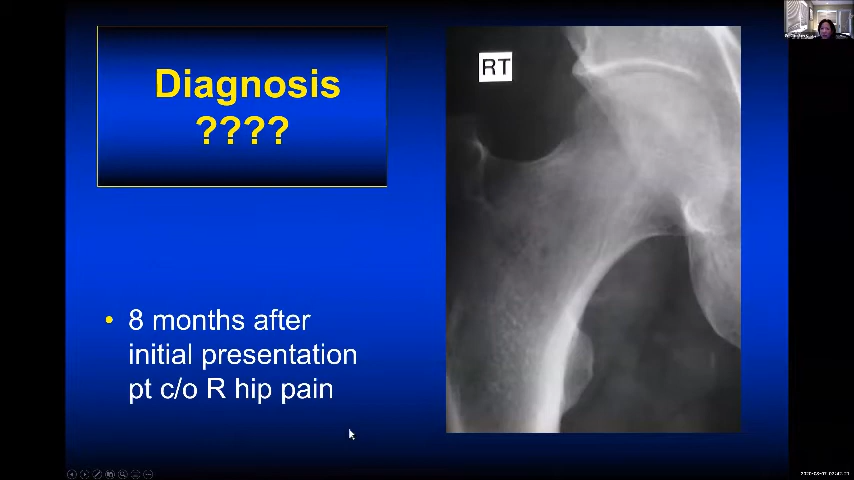 Diagnosis
????
RT
• 8 months after
initial presentation
pt c/o R hip pain